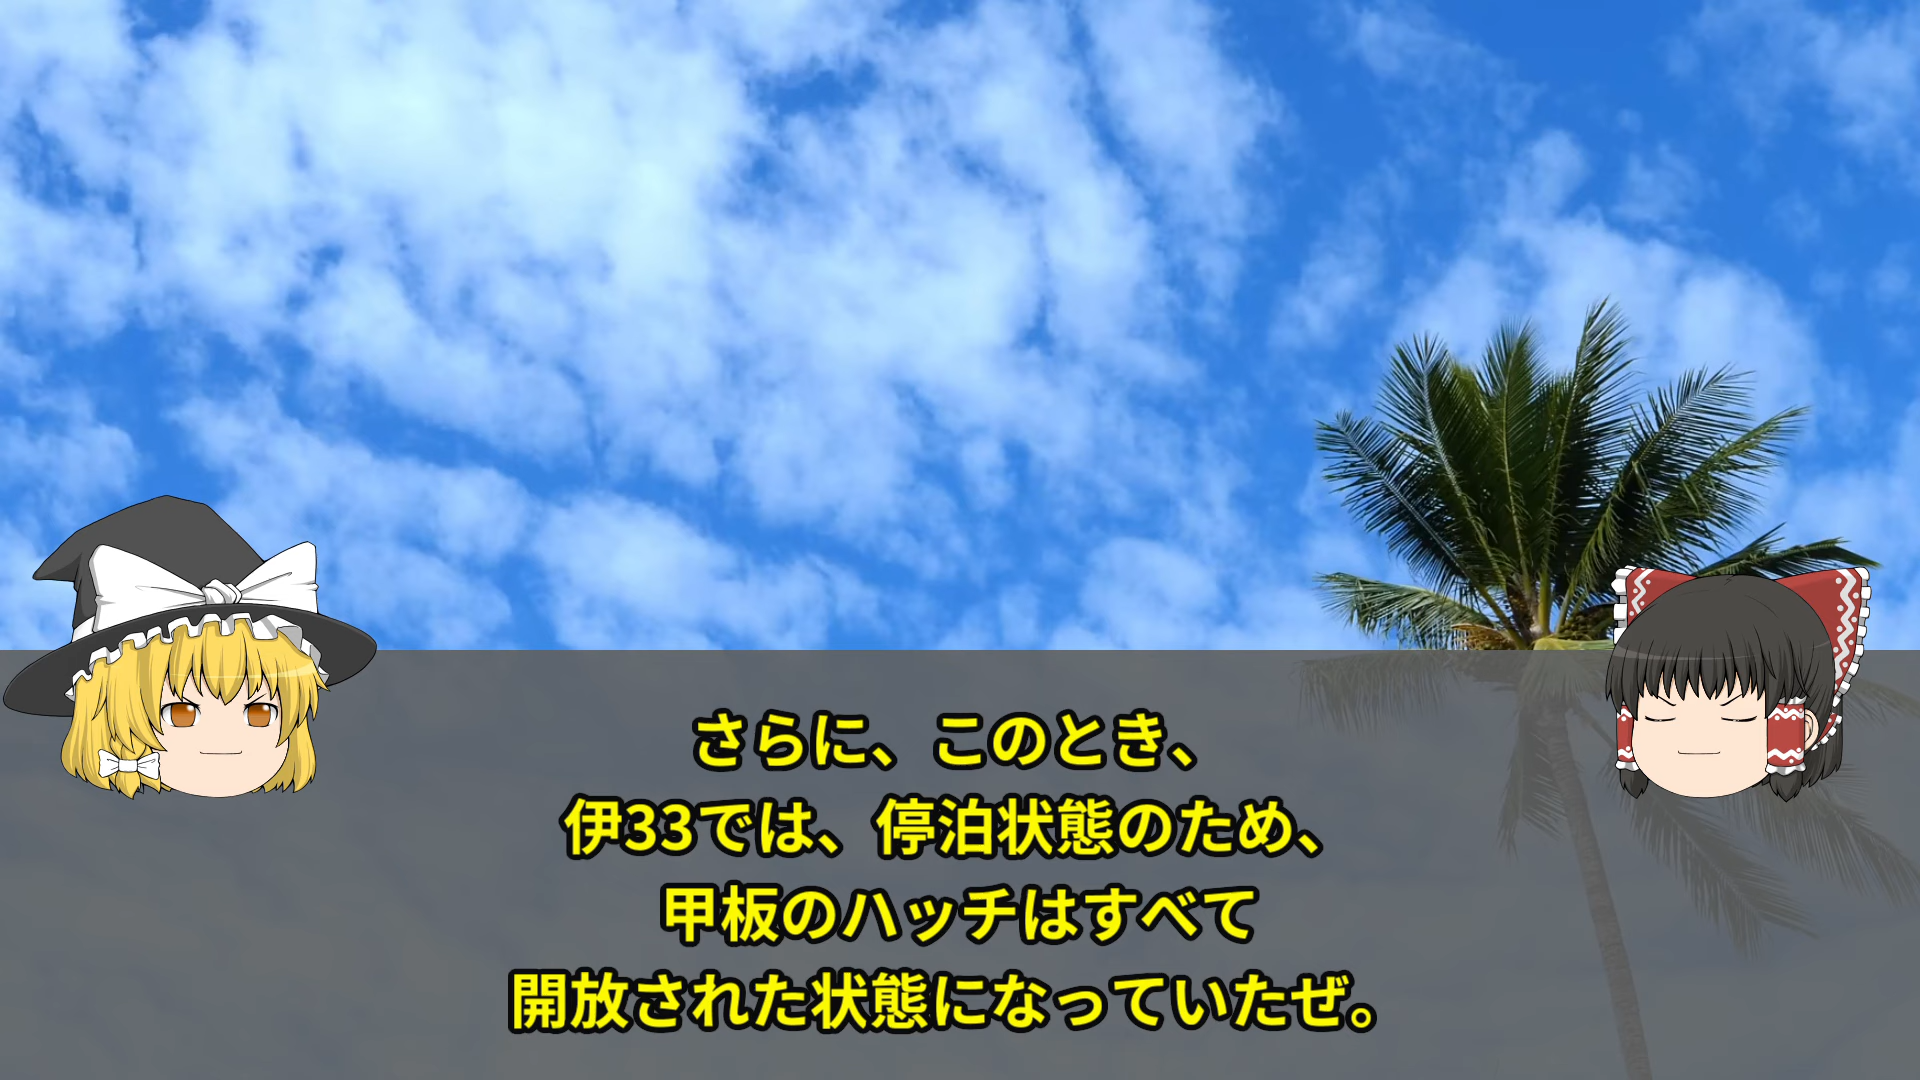 さらに、このとき、
伊33では、停泊状態のため、
甲板のハッチはすべて
開放された状態になっていたぜ。